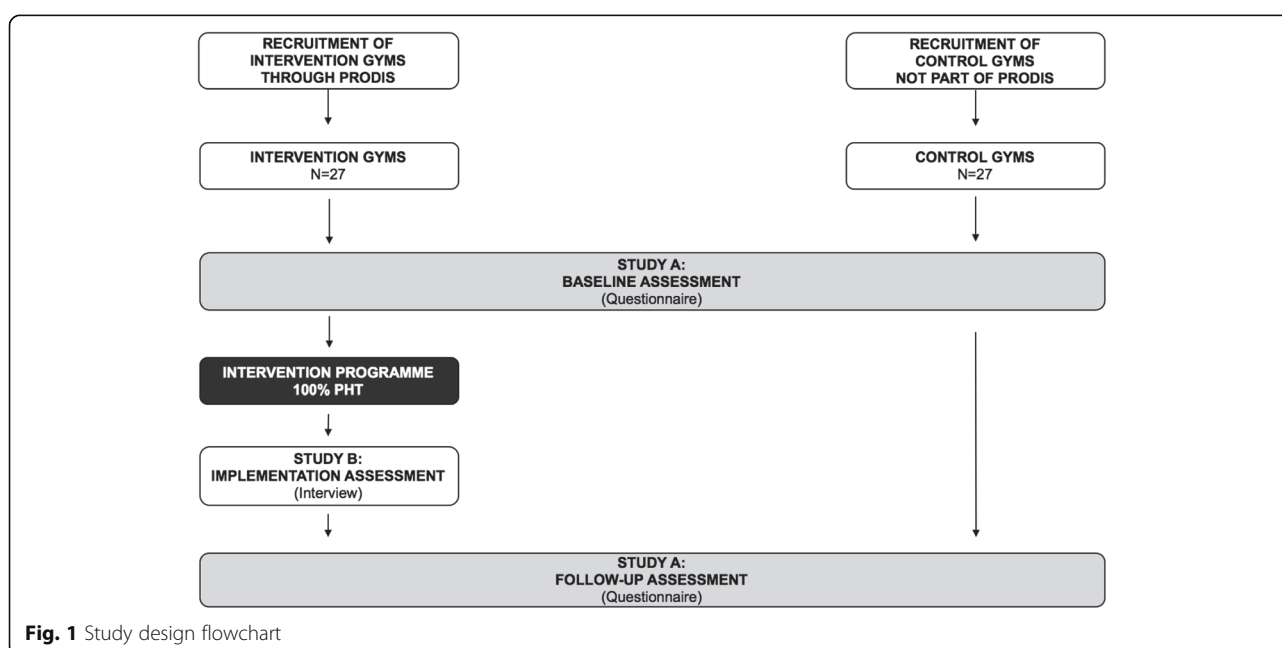 RECRUITMENT OF
INTERVENTION GYMS
THROUGH PRODIS
RECRUITMENT OF
CONTROL GYMS
NOT PART OF PRODIS
INTERVENTION GYMS
N=27
CONTROL GYMS
N=27
STUDY A:
BASELINE ASSESSMENT
(Questionnaire)
INTERVENTION PROGRAMME
100% PHT
STUDY B:
IMPLEMENTATION ASSESSMENT
(Interview)
STUDY A:
FOLLOW-UP ASSESSMENT
(Questionnaire)
Fig. 1 Study design flowchart